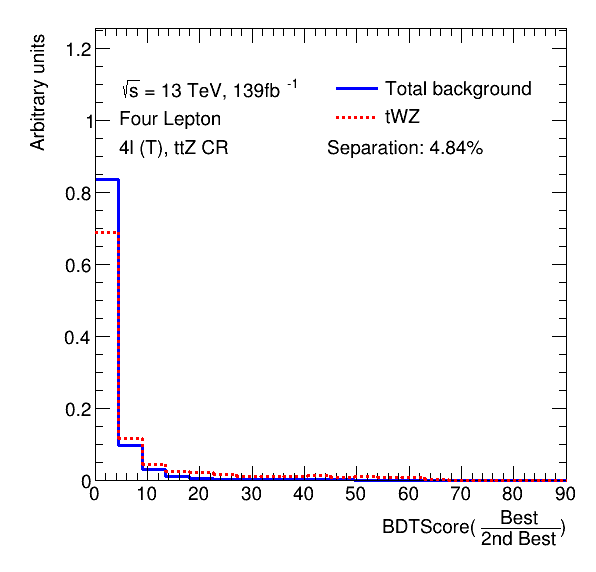 Arbitrary units
1.2
1
0.8
0.6
0.4
0.2
0
√s = 13 TeV, 139fb -1
Four Lepton
4l (T), ttZ CR
Total background
tWZ
Separation: 4.84%
0 10 20 30 40 50 60 70 80 90
BDTScore(Best/2nd Best)